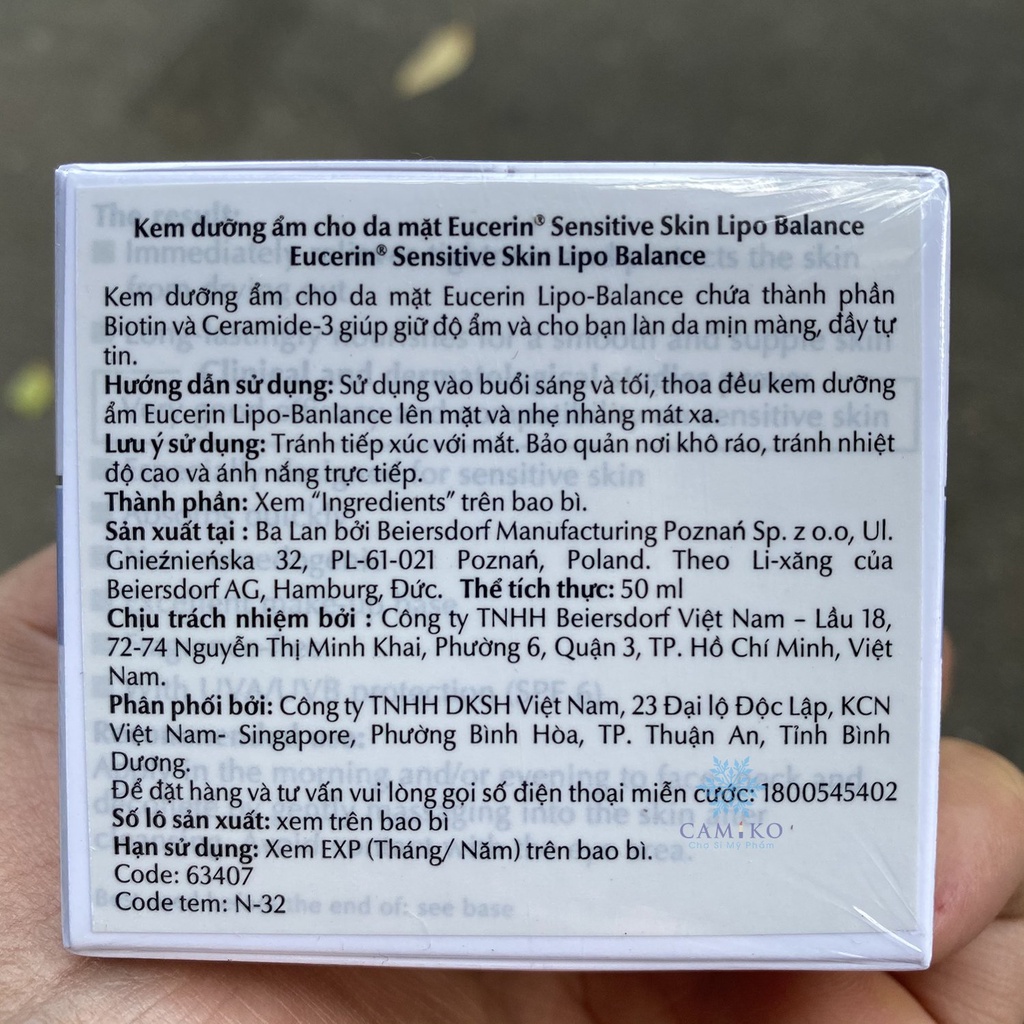 Kem dưỡng ẩm cho da mặt Eucerin® Sensitive Skin Lipo Balance
Eucerin® Sensitive Skin Lipo Balance
Kem dưỡng ẩm cho da mặt Eucerin Lipo-Balance chứa thành phần
Biotin và Ceramide-3 giúp giữ độ ẩm và cho bạn làn da mịn màng, đầy tự
tin.
Hướng dẫn sử dụng: Sử dụng vào buổi sáng và tối, thoa đều kem dưỡng
ẩm Eucerin Lipo-Banlance lên mặt và nhẹ nhàng mát xa.
Lưu ý sử dụng: Tránh tiếp xúc với mắt. Bảo quản nơi khô ráo, tránh nhiệt
độ cao và ánh nắng trực tiếp.
Thành phần: Xem “Ingredients” trên bao bì.
Sản xuất tại : Ba Lan bởi Beiersdorf Manufacturing Poznań Sp. z o.o, Ul.
Gnieźnieńska 32, PL-61-021 Poznań, Poland. Theo Li-xăng của
Beiersdorf AG, Hamburg, Đức. Thể tích thực: 50 ml
Chịu trách nhiệm bởi : Công ty TNHH Beiersdorf Việt Nam – Lầu 18,
72-74 Nguyễn Thị Minh Khai, Phường 6, Quận 3, TP. Hồ Chí Minh, Việt
Nam.
Phân phối bởi: Công ty TNHH DKSH Việt Nam, 23 Đại lộ Độc Lập, KCN
Việt Nam- Singapore, Phường Bình Hòa, TP. Thuận An, Tỉnh Bình
Dương.
Để đặt hàng và tư vấn vui lòng gọi số điện thoại miễn cước: 1800545402
Số lô sản xuất: xem trên bao bì
Hạn sử dụng: Xem EXP (Tháng/ Năm) trên bao bì.
Code: 63407
Code tem: N-32
CAMIKO
Chợ Sỉ Mỹ Phẩm